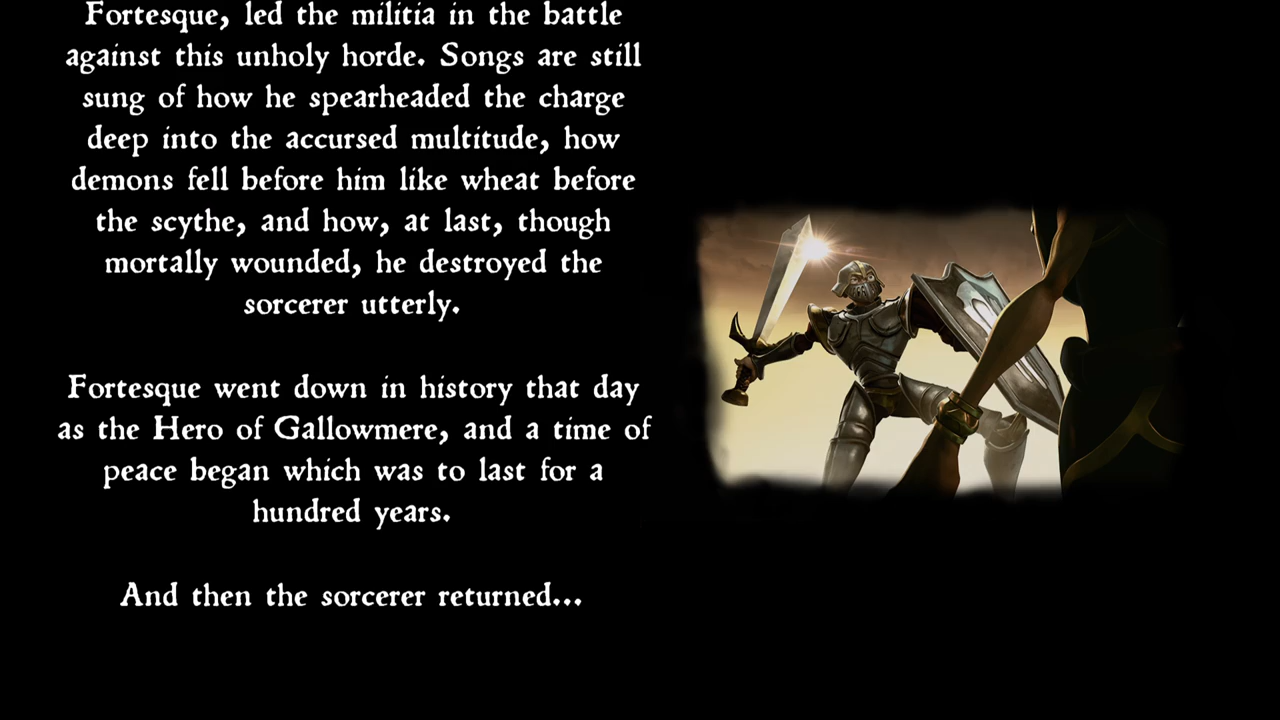 Fortesque, led the militia in the battle
against this unholy horde. Songs are still
sung of how he spearheaded the charge
deep into the accursed multitude, how
demons fell before him like wheat before
the scythe, and how, at last, though
mortally wounded, he destroyed the
sorcerer utterly.
Fortesque went down in history that day
as the Hero of Gallowmere, and a time of
peace began which was to last for a
hundred years.
And then the sorcerer returned...